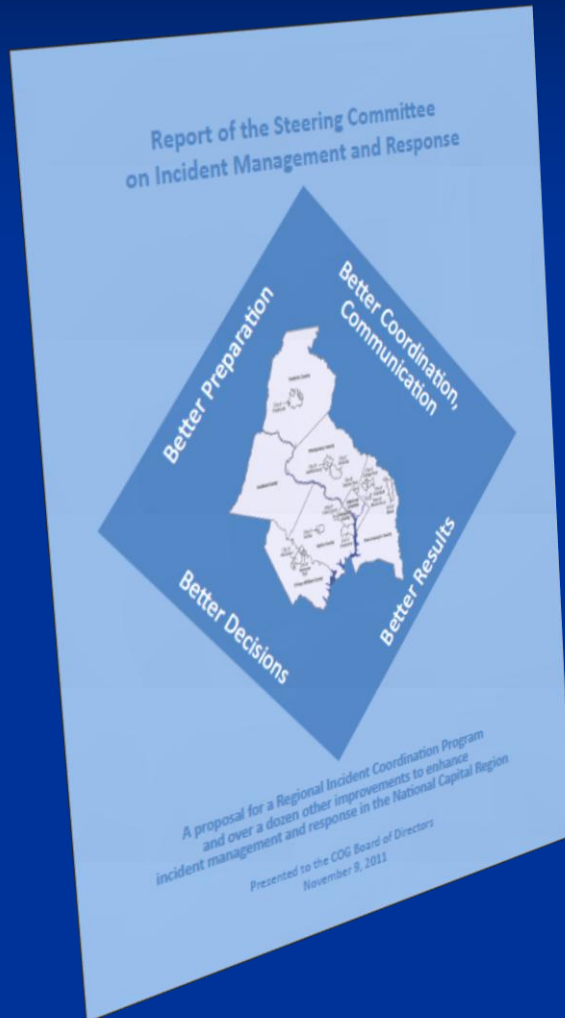 Report of the Steering Committee
on Incident Management and Response
Better Preparation
Better Coordination,
Communication
Better Decisions
Better Results
A proposal for a Regional Incident Coordination Program
and over a dozen other improvements to enhance
incident management and response in the National Capital Region
Presented to the COG Board of Directors
November 9, 2011